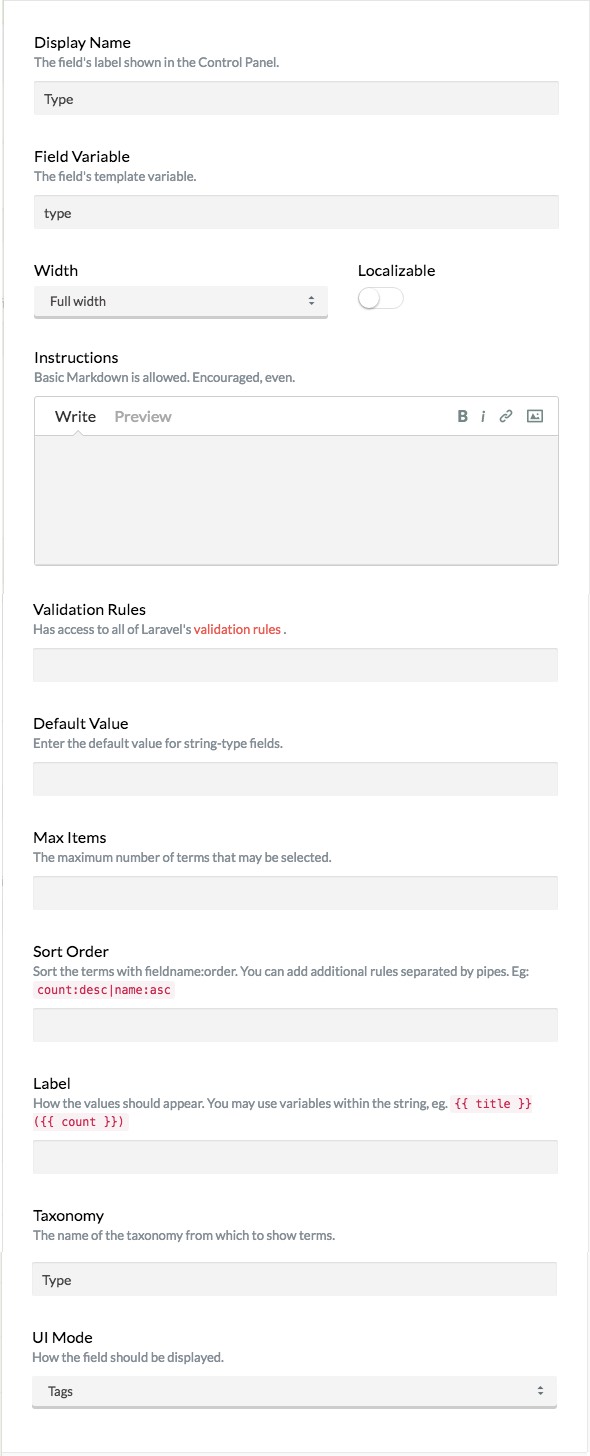 Display Name
The field's label shown in the Control Panel.
Type
Field Variable
The field's template variable.
type
Width
Localizable
Full width
Instructions
Basic Markdown is allowed. Encouraged, even.
Write Preview B i
Validation Rules
Has access to all of Laravel's validation rules .
Default Value
Enter the default value for string-type fields.
Max Items
The maximum number of terms that may be selected.
Sort Order
Sort the terms with fieldname:order. You can add additional rules separated by pipes. Eg:
count:desc|name:asc
Label
How the values should appear. You may use variables within the string, eg. {{ title }}
({{ count }})
Taxonomy
The name of the taxonomy from which to show terms.
Type
UI Mode
How the field should be displayed.
Tags